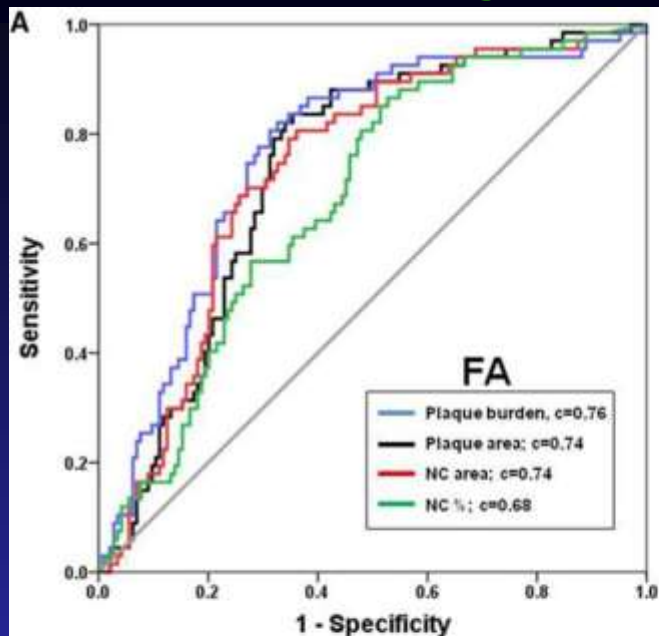 A
1.0
0.8
0.6
0.4
0.2
0.0
Sensitivity
FA
Plaque burden, c=0.76
Plaque area; c=0.74
NC area; c=0.74
NC %; c=0.68
0.0 0.2 0.4 0.6 0.8 1.0
1 - Specificity